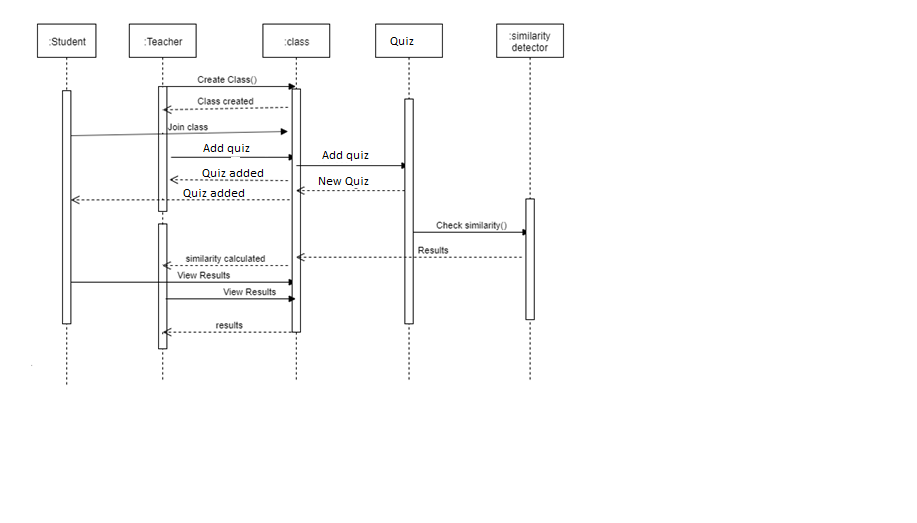 :Student
:Teacher
:class
Quiz
:similarity
detector
Create Class()
Class created
Join class
Add quiz
Add quiz
Quiz added
New Quiz
Quiz added
Check similarity()
Results
similarity calculated
View Results
View Results
results